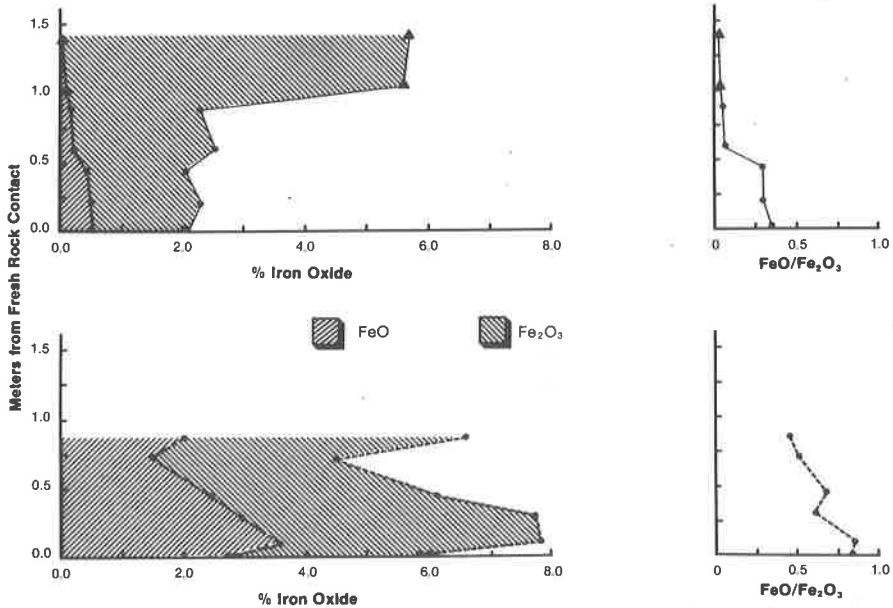 Meters from Fresh Rock Contact
1.5
1.0
0.5
0.0
0.0 2.0 4.0 6.0 8.0
% Iron Oxide
0 0.5 1.0
FeO/Fe₂O₃
FeO
Fe₂O₃
1.5
1.0
0.5
0.0
0.0 2.0 4.0 6.0 8.0
% Iron Oxide
0 0.5 1.0
FeO/Fe₂O₃